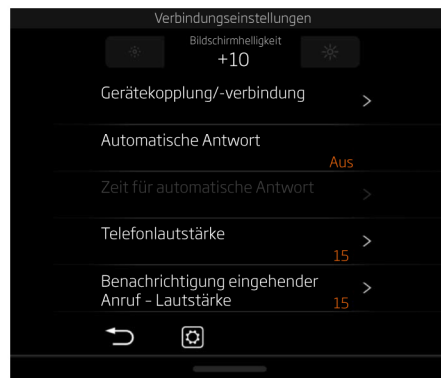 Verbindungseinstellungen
Bildschirmhelligkeit
+10
Gerätekopplung/-verbindung
Automatische Antwort
Aus
Zeit für automatische Antwort
Telefonlautstärke
15
Benachrichtigung eingehender
Anruf – Lautstärke
15